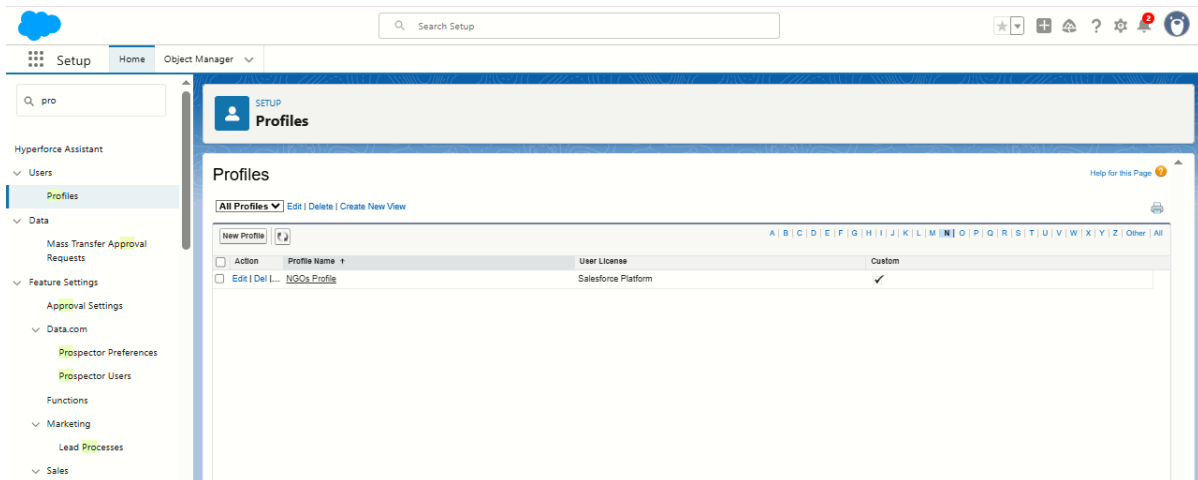 Search Setup
2
Setup
Home
Object Manager
pro
Hyperforce Assistant
Users
Profiles
Data
Mass Transfer Approval
Requests
Feature Settings
Approval Settings
Data.com
Prospector Preferences
Prospector Users
Functions
Marketing
Lead Processes
Sales
SETUP
Profiles
Profiles
Help for this Page ?
All Profiles Edit | Delete | Create New View
New Profile
A | B | C | D | E | F | G | H | I | J | K | L | M | N | O | P | Q | R | S | T | U | V | W | X | Y | Z | Other | All
Action Profile Name ↑ User License Custom
Edit | Del |... NGOs Profile Salesforce Platform ✓